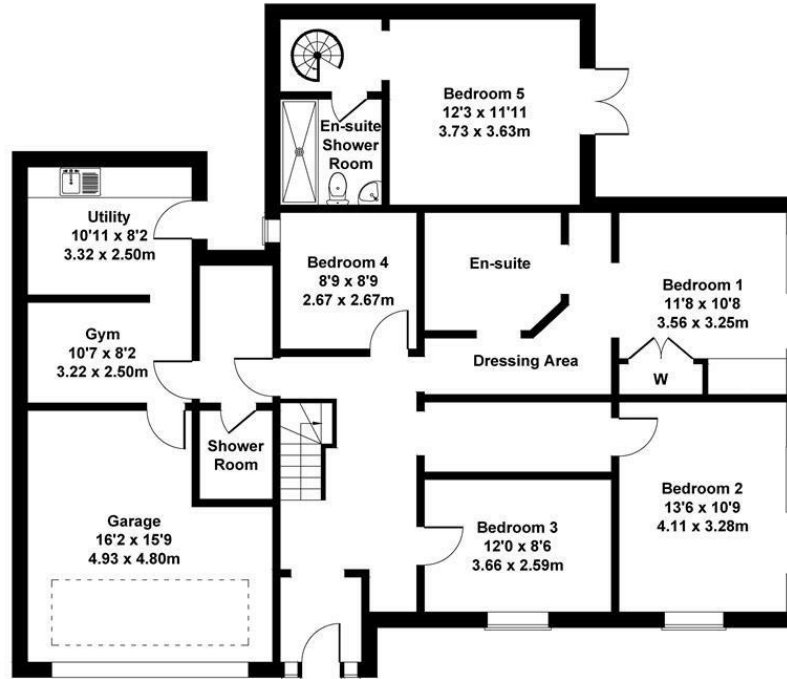 Bedroom 5
12'3 x 11'11
3.73 x 3.63m
En-suite
Shower
Room
Utility
10'11 x 8'2
3.32 x 2.50m
Bedroom 4
8'9 x 8'9
2.67 x 2.67m
En-suite
Bedroom 1
11'8 x 10'8
3.56 x 3.25m
Gym
10'7 x 8'2
3.22 x 2.50m
Dressing Area
W
Shower
Room
Garage
16'2 x 15'9
4.93 x 4.80m
Bedroom 3
12'0 x 8'6
3.66 x 2.59m
Bedroom 2
13'6 x 10'9
4.11 x 3.28m